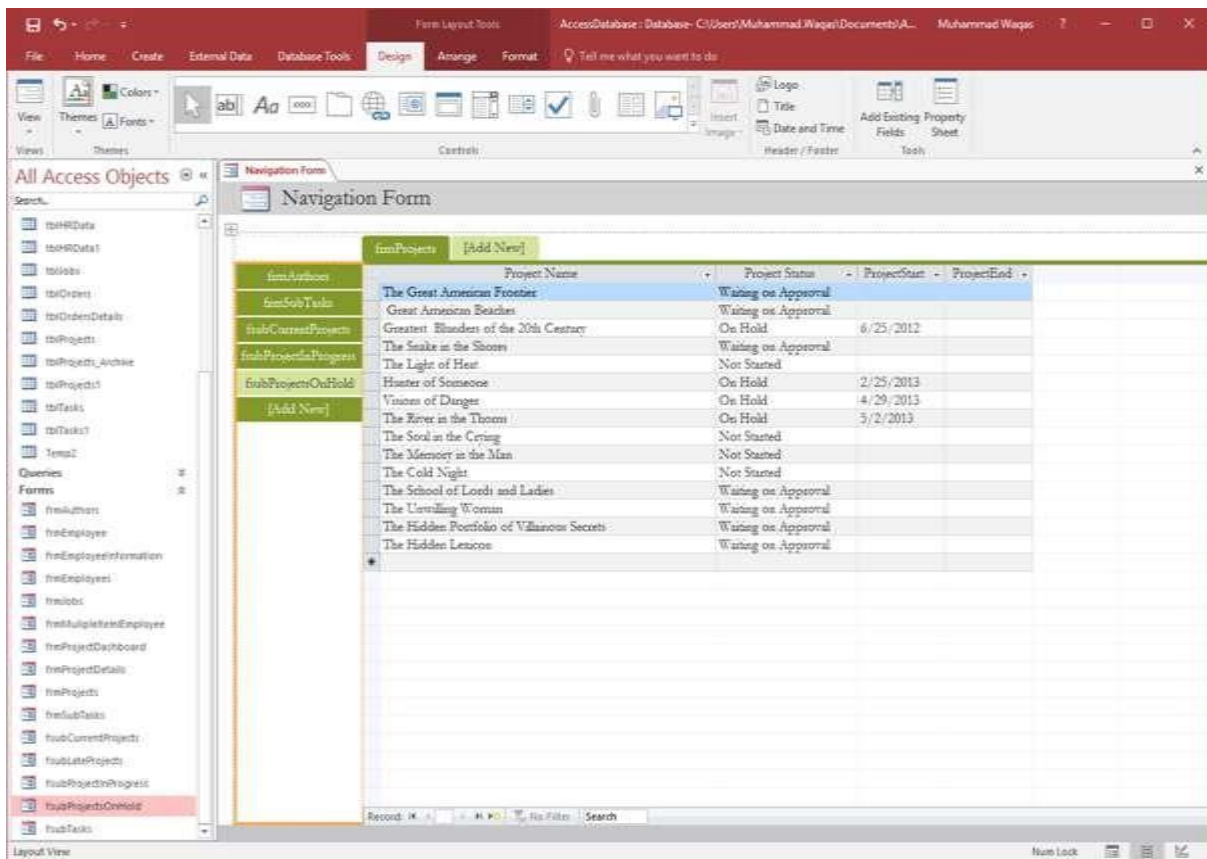 Form Layout Tools
AccessDatabase : Database- C:\Users\Muhammad.Waqas\Documents\A...
Muhammad Waqas
?
File
Home
Create
External Data
Database Tools
Design
Arrange
Format
Tell me what you want to do
View
Themes
Colors
Fonts
Views
Themes
ab
Aa
xxxx
Controls
Insert
Image
Logo
Title
Date and Time
Header / Footer
Add Existing Fields
Property Sheet
Tools
All Access Objects
Search...
tblHRData
tblHRData1
tblJobs
tblOrders
tblOrdersDetails
tblProjects
tblProjects_Archive
tblProjects1
tblTasks
tblTasks1
Temp2
Queries
Forms
frmAuthors
frmEmployee
frmEmployeeInformation
frmEmployees
frmJobs
frmMulipleItemEmployee
frmProjectDashboard
frmProjectDetails
frmProjects
frmSubTasks
fsubCurrentProjects
fsubLateProjects
fsubProjectInProgress
fsubProjectsOnHold
fsubTasks
Navigation Form
Navigation Form
frmProjects
[Add New]
frmAuthors
frmSubTasks
fsubCurrentProjects
fsubProjectInProgress
fsubProjectsOnHold
[Add New]
Project Name Project Status ProjectStart ProjectEnd
The Great American Frontier Waiting on Approval
Great American Beaches Waiting on Approval
Greatest Blunders of the 20th Century On Hold 6/25/2012
The Snake in the Shores Waiting on Approval
The Light of Heat Not Started
Hunter of Someone On Hold 2/25/2013
Visions of Danger On Hold 4/29/2013
The River in the Thorns On Hold 5/2/2013
The Soul in the Crying Not Started
The Memory in the Man Not Started
The Cold Night Not Started
The School of Lords and Ladies Waiting on Approval
The Unwilling Woman Waiting on Approval
The Hidden Portfolio of Villainous Secrets Waiting on Approval
The Hidden Lexicon Waiting on Approval
Record:
No Filter
Search
Layout View
Num Lock